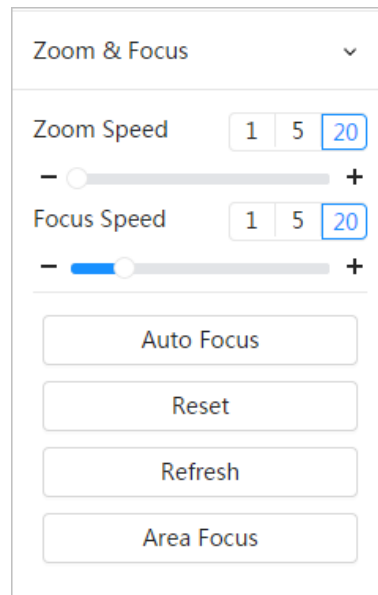 Zoom & Focus
Zoom Speed 1 5 20
− +
Focus Speed 1 5 20
− +
Auto Focus
Reset
Refresh
Area Focus